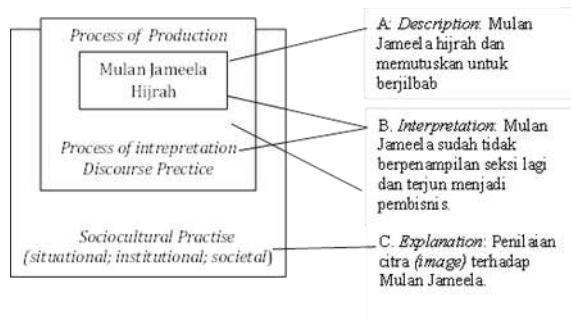 Process of Production
Mulan Jameela
Hijrah
Process of intrepretation
Discourse Prectice
Sociocultural Practise
(situational; institutional; societal)
A: Description: Mulan
Jameela hijrah dan
memutuskan untuk
berjilbab
B. Interpretation: Mulan
Jameela sudah tidak
berpenampilan seksi lagi
dan terjun menjadi
pembisnis.
C. Explanation: Penilaian
citra (image) terhadap
Mulan Jameela.